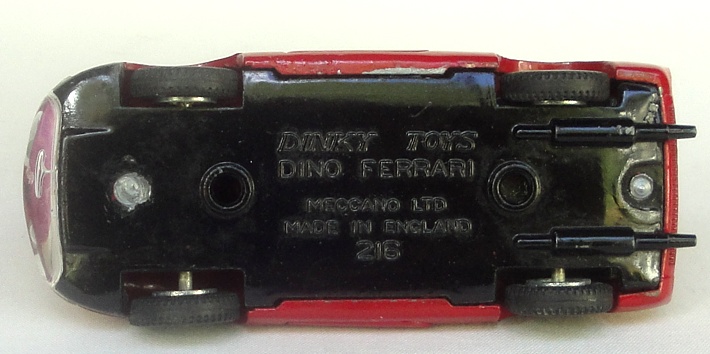 DINKY TOYS
DINO FERRARI
MECCANO LTD
MADE IN ENGLAND
216